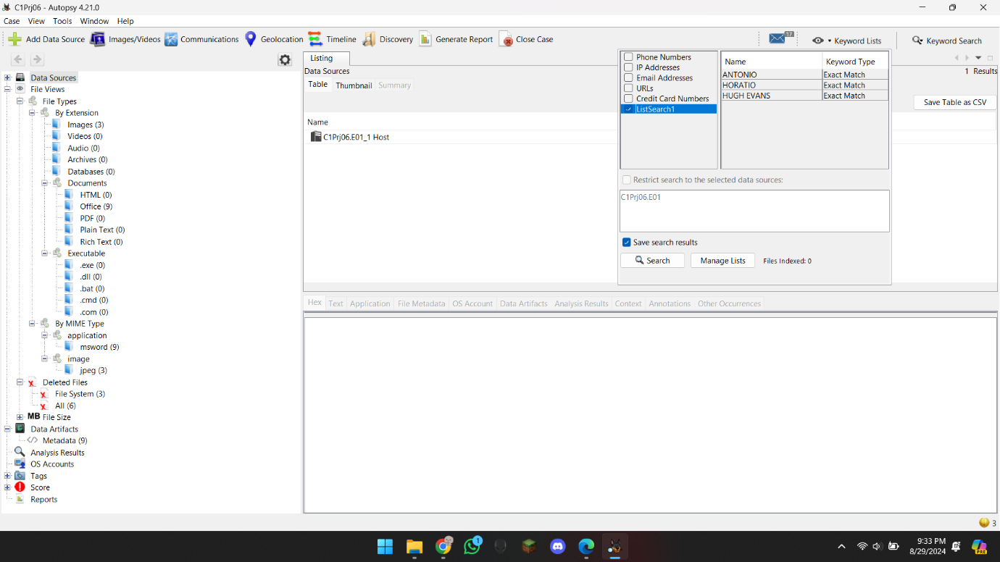 C1Prj06 - Autopsy 4.21.0
Case View Tools Window Help
Add Data Source Images/Videos Communications Geolocation Timeline Discovery Generate Report Close Case 12 Keyword Lists Keyword Search
Data Sources
File Views
File Types
By Extension
Images (3)
Videos (0)
Audio (0)
Archives (0)
Databases (0)
Documents
HTML (0)
Office (9)
PDF (0)
Plain Text (0)
Rich Text (0)
Executable
.exe (0)
.dll (0)
.bat (0)
.cmd (0)
.com (0)
By MIME Type
application
msword (9)
image
jpeg (3)
Deleted Files
File System (3)
All (6)
MB File Size
Data Artifacts
Metadata (9)
Analysis Results
OS Accounts
Tags
Score
Reports
Listing
Data Sources
Table Thumbnail Summary
1 Results
Save Table as CSV
Name
C1Prj06.E01_1 Host
Phone Numbers
IP Addresses
Email Addresses
URLs
Credit Card Numbers
ListSearch1
Name Keyword Type
ANTONIO Exact Match
HORATIO Exact Match
HUGH EVANS Exact Match
Restrict search to the selected data sources:
C1Prj06.E01
Save search results
Search Manage Lists Files Indexed: 0
Hex Text Application File Metadata OS Account Data Artifacts Analysis Results Context Annotations Other Occurrences
3
1
9:33 PM
8/29/2024
PRE